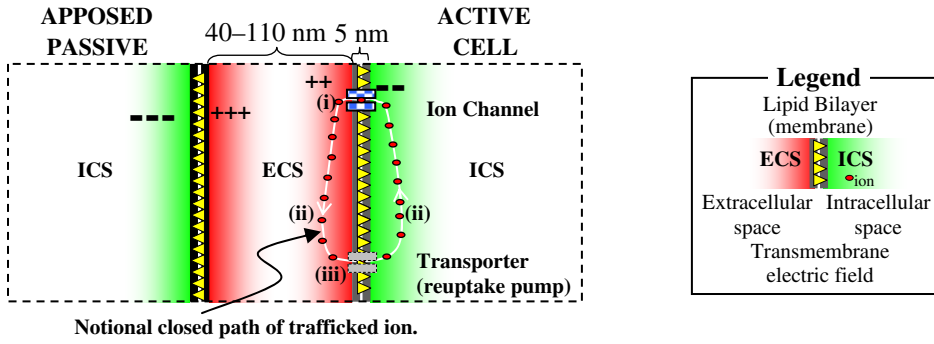 APPOSED
PASSIVE
40–110 nm
5 nm
ACTIVE
CELL
++
(i)
+++
---
--
Ion Channel
ICS
ECS
ICS
(ii)
(ii)
(iii)
Transporter
(reuptake pump)
Notional closed path of trafficked ion.
Legend
Lipid Bilayer
(membrane)
ECS
ICS
ion
Extracellular
space
Intracellular
space
Transmembrane
electric field